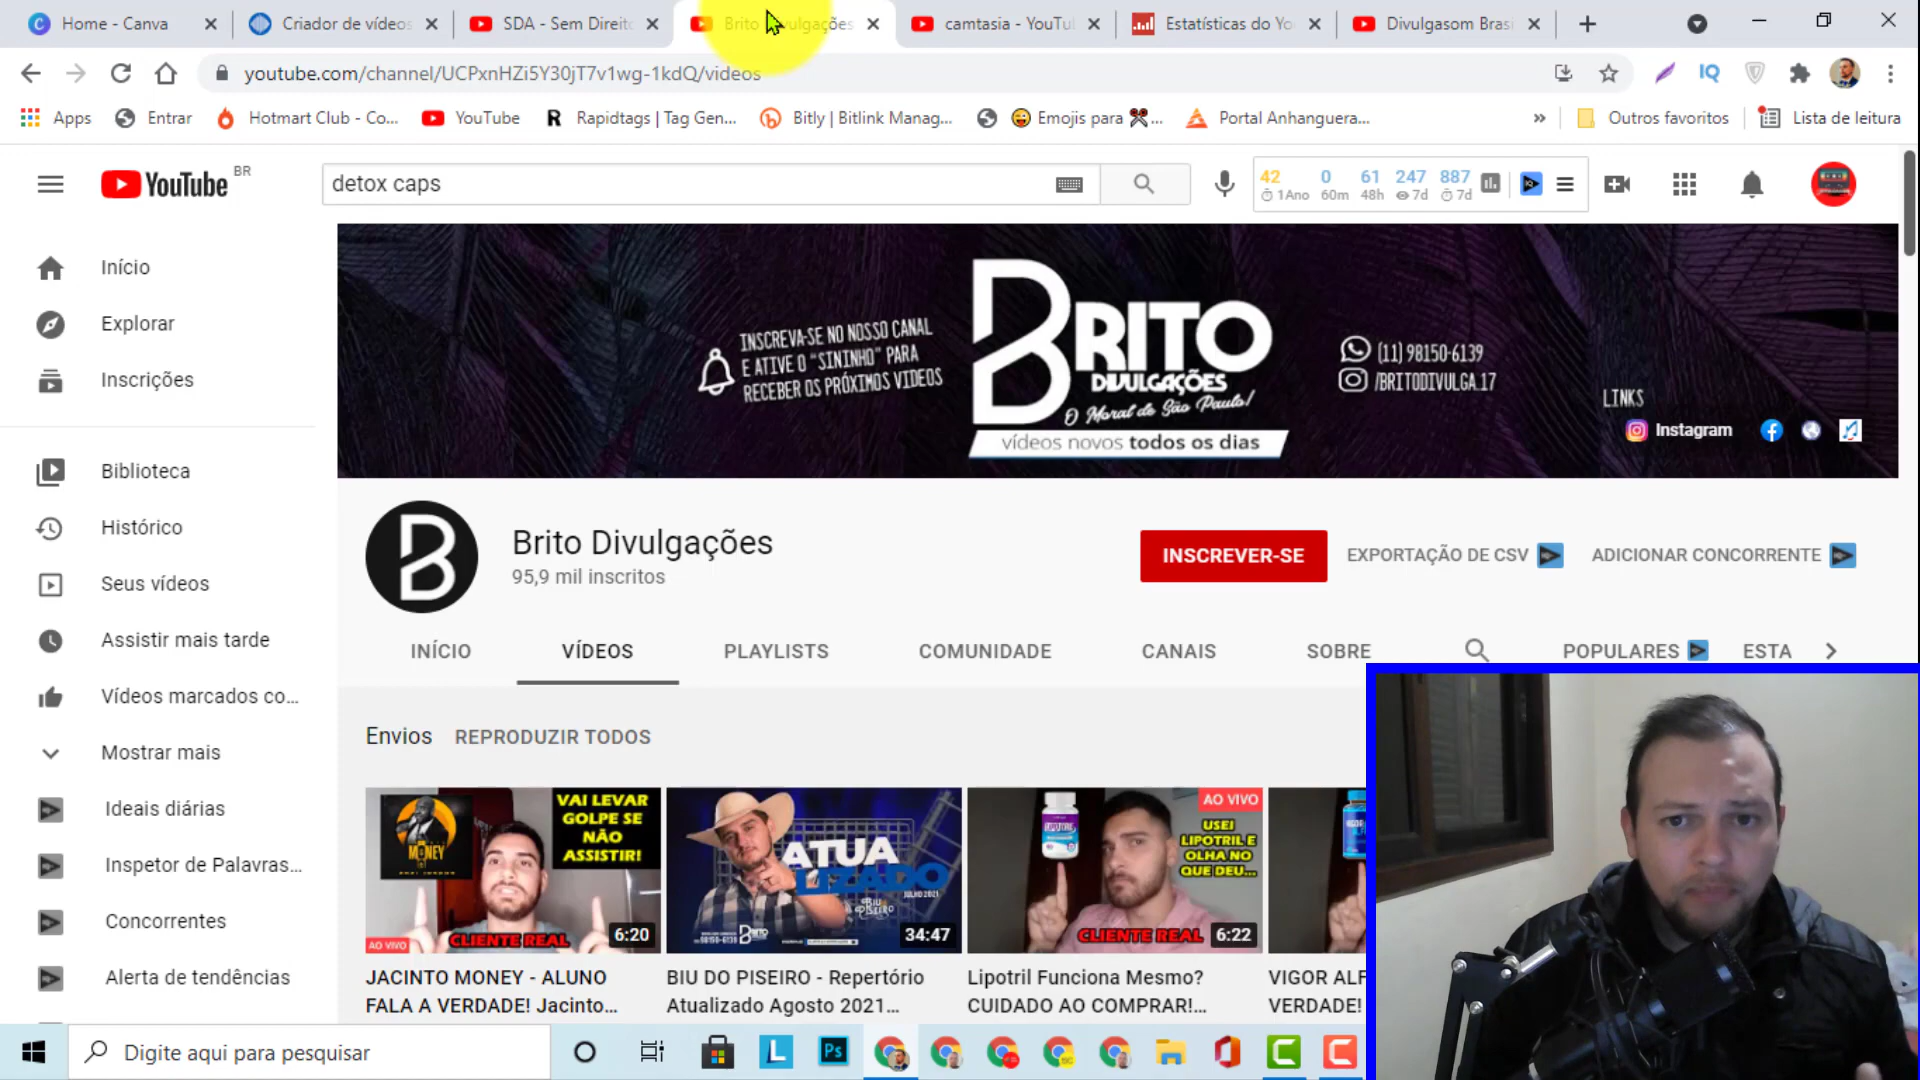 Home - Canva
Criador de vídeos
SDA - Sem Direito
Brito Divulgações
camtasia - YouTu
Estatísticas do Yo
Divulgasom Brasi
youtube.com/channel/UCPxnHZi5Y30jT7v1wg-1kdQ/videos
Apps
Entrar
Hotmart Club - Co...
YouTube
Rapidtags | Tag Gen...
Bitly | Bitlink Manag...
Emojis para
Portal Anhanguera...
Outros favoritos
Lista de leitura
YouTube BR
detox caps
42 0 61 247 887
1Ano 60m 48h 7d 7d
Início
Explorar
Inscrições
Biblioteca
Histórico
Seus vídeos
Assistir mais tarde
Vídeos marcados co...
Mostrar mais
Ideais diárias
Inspetor de Palavras...
Concorrentes
Alerta de tendências
INSCREVA-SE NO NOSSO CANAL
E ATIVE O "SININHO" PARA
RECEBER OS PRÓXIMOS VIDEOS
BRITO
DIVULGAÇÕES
O Moral de São Paulo!
vídeos novos todos os dias
(11) 98150-6139
/BRITODIVULGA.17
LINKS
Instagram
Brito Divulgações
95,9 mil inscritos
INSCREVER-SE
EXPORTAÇÃO DE CSV
ADICIONAR CONCORRENTE
INÍCIO
VÍDEOS
PLAYLISTS
COMUNIDADE
CANAIS
SOBRE
POPULARES
ESTA
Envios
REPRODUZIR TODOS
MONEY
VAI LEVAR
GOLPE SE
NÃO
ASSISTIR!
AO VIVO
CLIENTE REAL
6:20
JACINTO MONEY - ALUNO
FALA A VERDADE! Jacinto...
ATUA
LIZADO
JULHO 2021
BIU
PISEIRO
34:47
BIU DO PISEIRO - Repertório
Atualizado Agosto 2021...
AO VIVO
USEI
LIPOTRIL E
OLHA NO
QUE DEU...
CLIENTE REAL
6:22
Lipotril Funciona Mesmo?
CUIDADO AO COMPRAR!...
VIGOR ALF
VERDADE!
Digite aqui para pesquisar